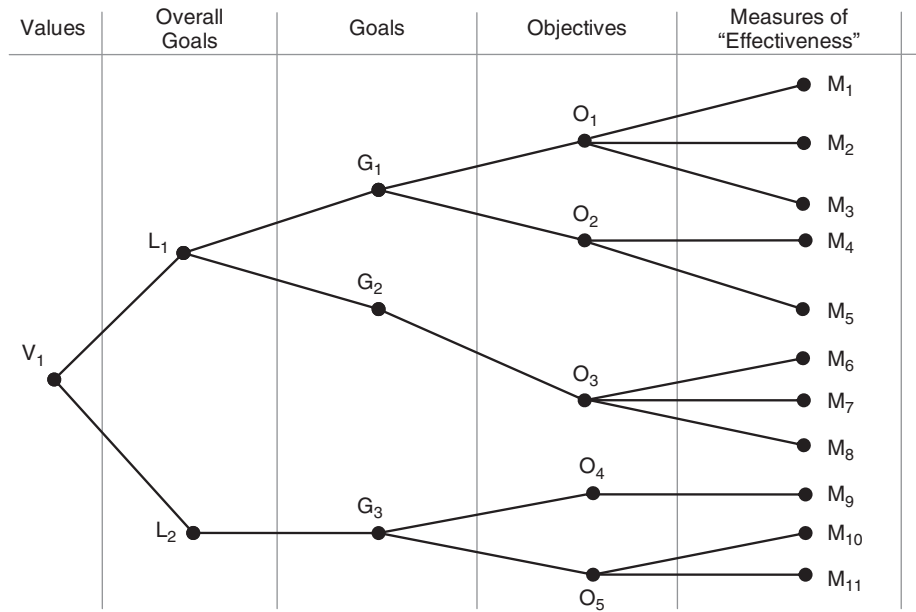 Values
Overall
Goals
Goals
Objectives
Measures of
“Effectiveness”
V₁
L₁
L₂
G₁
G₂
G₃
O₁
O₂
O₃
O₄
O₅
M₁
M₂
M₃
M₄
M₅
M₆
M₇
M₈
M₉
M₁₀
M₁₁